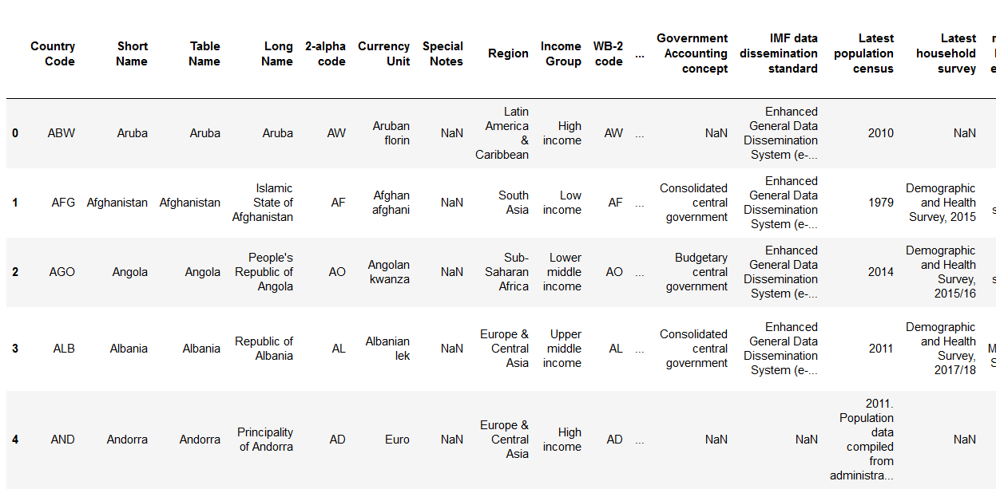 Country Code Short Name Table Name Long Name 2-alpha code Currency Unit Special Notes Region Income Group WB-2 code ... Government Accounting concept IMF data dissemination standard Latest population census Latest household survey
0 ABW Aruba Aruba Aruba AW Aruban florin NaN Latin America & Caribbean High income AW ... NaN Enhanced General Data Dissemination System (e-... 2010 NaN
1 AFG Afghanistan Afghanistan Islamic State of Afghanistan AF Afghan afghani NaN South Asia Low income AF ... Consolidated central government Enhanced General Data Dissemination System (e-... 1979 Demographic and Health Survey, 2015
2 AGO Angola Angola People's Republic of Angola AO Angolan kwanza NaN Sub-Saharan Africa Lower middle income AO ... Budgetary central government Enhanced General Data Dissemination System (e-... 2014 Demographic and Health Survey, 2015/16
3 ALB Albania Albania Republic of Albania AL Albanian lek NaN Europe & Central Asia Upper middle income AL ... Consolidated central government Enhanced General Data Dissemination System (e-... 2011 Demographic and Health Survey, 2017/18
4 AND Andorra Andorra Principality of Andorra AD Euro NaN Europe & Central Asia High income AD ... NaN NaN 2011. Population data compiled from administra... NaN